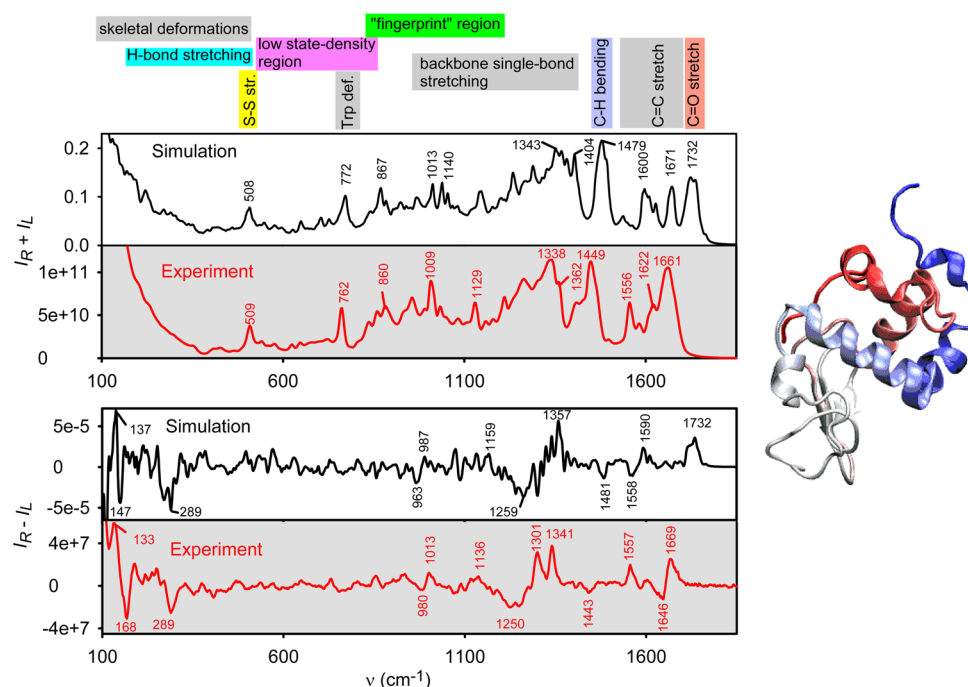 skeletal deformations
"fingerprint" region
H-bond stretching
low state-density
region
backbone single-bond
stretching
S-S str.
Trp def.
C-H bending
C=C stretch
C=O stretch
0.2
0.1
0.0
Simulation
508
772
867
1013
1140
1343
1404
1479
1600
1671
1732
I_R + I_L
1e+11
5e+10
0
Experiment
509
762
860
1009
1129
1338
1362
1449
1556
1622
1661
100
600
1100
1600
5e-5
0
-5e-5
Simulation
137
147
289
963
987
1159
1259
1357
1481
1558
1590
1732
I_R - I_L
4e+7
0
-4e+7
Experiment
133
168
289
980
1013
1136
1250
1301
1341
1443
1557
1646
1669
100
600
1100
1600
ν (cm⁻¹)